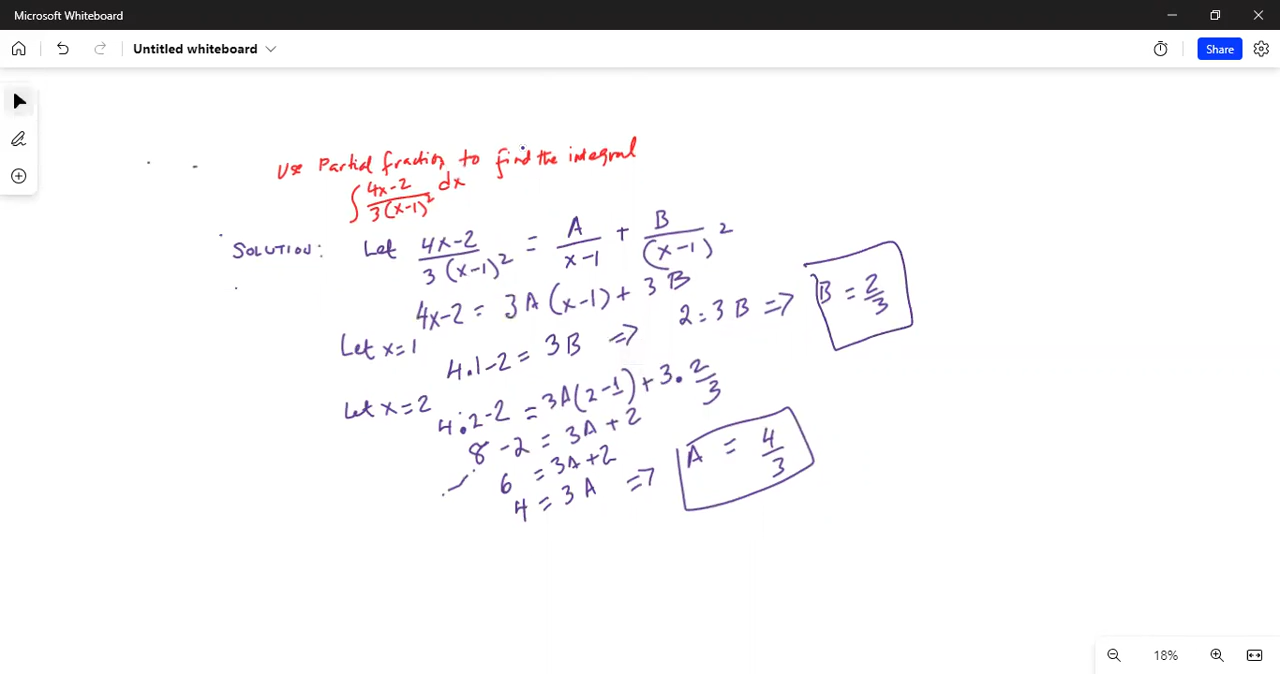 Microsoft Whiteboard
Untitled whiteboard
Share
Use Partial fraction to find the integral
∫ 4x-2 / 3(x-1)² dx
SOLUTION: Let 4x-2 / 3(x-1)² = A / x-1 + B / (x-1)²
4x-2 = 3A(x-1) + 3B
Let x=1
4.1-2 = 3B => 2 = 3B => B = 2/3
Let x=2
4.2-2 = 3A(2-1) + 3.2/3
8-2 = 3A+2
6 = 3A+2
4 = 3A => A = 4/3
18%